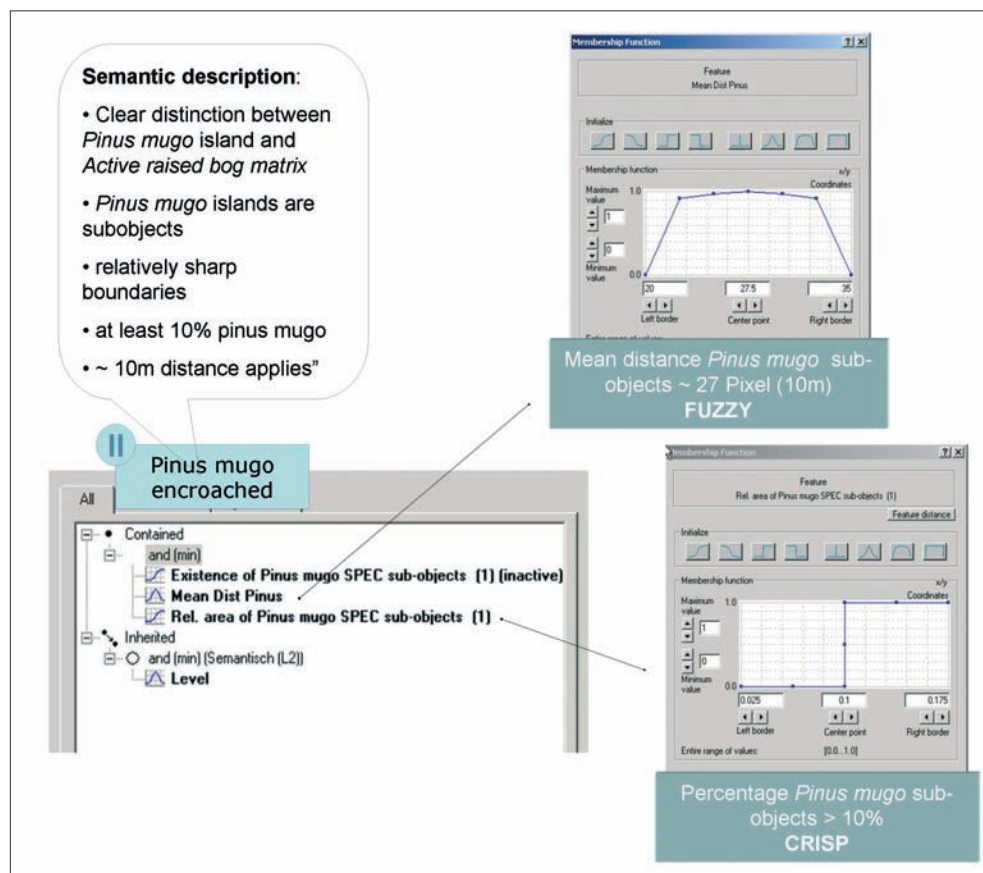 Semantic description:
• Clear distinction between
Pinus mugo island and
Active raised bog matrix
• Pinus mugo islands are
subobjects
• relatively sharp
boundaries
• at least 10% pinus mugo
• ~ 10m distance applies”
II
Pinus mugo
encroached
All
Contained
and (min)
Existence of Pinus mugo SPEC sub-objects (1) (inactive)
Mean Dist Pinus
Rel. area of Pinus mugo SPEC sub-objects (1)
Inherited
and (min) (Semantisch (L2))
Level
Membership Function
Feature
Mean Dist Pinus
Initialize
Membership function
x/y
Coordinates
Maximum
value
1.0
1
0
Minimum
value
0.0
20
27.5
35
Left border
Center point
Right border
Mean distance Pinus mugo sub-
objects ~ 27 Pixel (10m)
FUZZY
Membership Function
Feature
Rel. area of Pinus mugo SPEC sub-objects (1)
Feature distance
Initialize
Membership function
x/y
Coordinates
Maximum
value
1.0
1
0
Minimum
value
0.0
0.025
0.1
0.175
Left border
Center point
Right border
Entire range of values:
[0.0...1.0]
Percentage Pinus mugo sub-
objects > 10%
CRISP